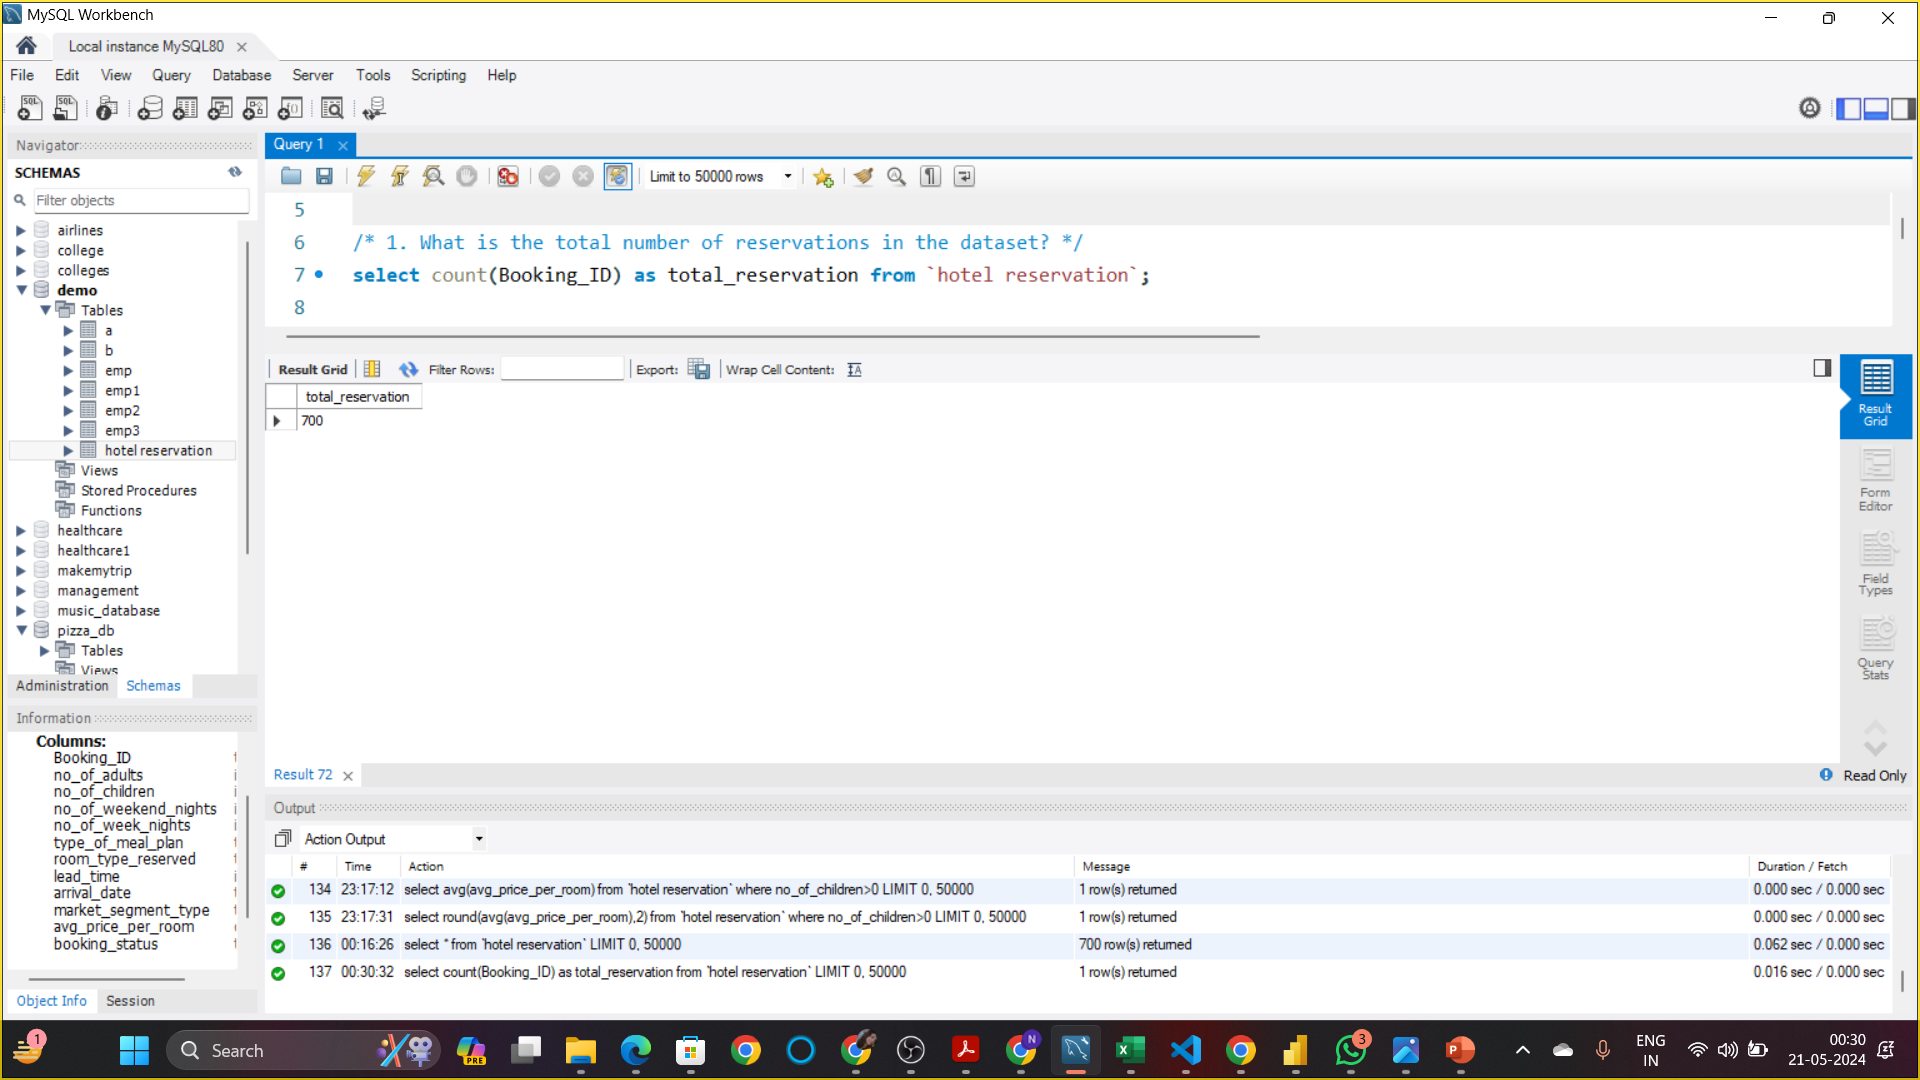 MySQL Workbench
Local instance MySQL80
File Edit View Query Database Server Tools Scripting Help
Navigator
SCHEMAS
Filter objects
airlines
college
colleges
demo
Tables
a
b
emp
emp1
emp2
emp3
hotel reservation
Views
Stored Procedures
Functions
healthcare
healthcare1
makemytrip
management
music_database
pizza_db
Tables
Views
Administration Schemas
Information
Columns:
Booking_ID
no_of_adults
no_of_children
no_of_weekend_nights
no_of_week_nights
type_of_meal_plan
room_type_reserved
lead_time
arrival_date
market_segment_type
avg_price_per_room
booking_status
Object Info Session
Query 1
Limit to 50000 rows
5
6 /* 1. What is the total number of reservations in the dataset? */
7 select count(Booking_ID) as total_reservation from `hotel reservation`;
8
Result Grid Filter Rows: Export: Wrap Cell Content:
total_reservation
700
Result Grid
Form Editor
Field Types
Query Stats
Result 72
Read Only
Output
Action Output
# Time Action Message Duration / Fetch
134 23:17:12 select avg(avg_price_per_room) from `hotel reservation` where no_of_children>0 LIMIT 0, 50000 1 row(s) returned 0.000 sec / 0.000 sec
135 23:17:31 select round(avg(avg_price_per_room),2) from `hotel reservation` where no_of_children>0 LIMIT 0, 50000 1 row(s) returned 0.000 sec / 0.000 sec
136 00:16:26 select * from `hotel reservation` LIMIT 0, 50000 700 row(s) returned 0.062 sec / 0.000 sec
137 00:30:32 select count(Booking_ID) as total_reservation from `hotel reservation` LIMIT 0, 50000 1 row(s) returned 0.016 sec / 0.000 sec
1
Search
PRE
N
3
ENG
IN
00:30
21-05-2024